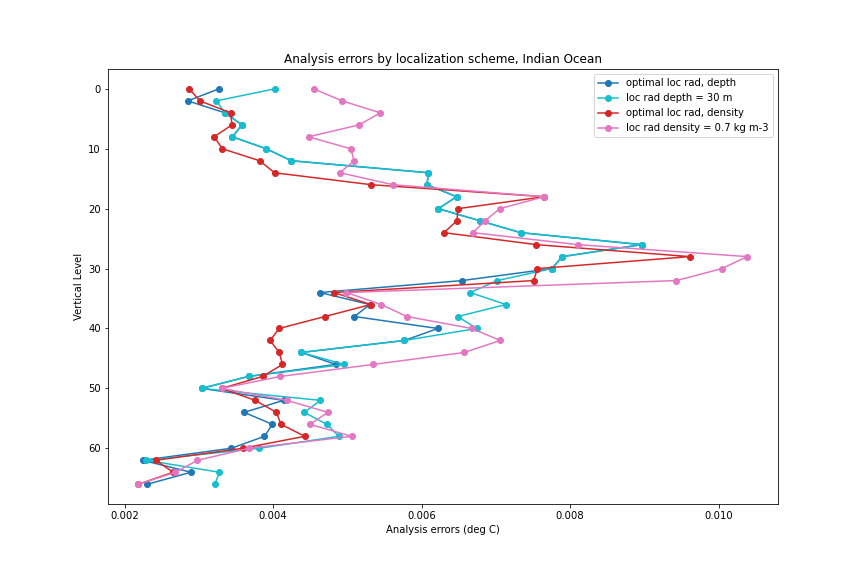 Analysis errors by localization scheme, Indian Ocean
optimal loc rad, depth
loc rad depth = 30 m
optimal loc rad, density
loc rad density = 0.7 kg m-3
Vertical Level
0
10
20
30
40
50
60
0.002 0.004 0.006 0.008 0.010
Analysis errors (deg C)